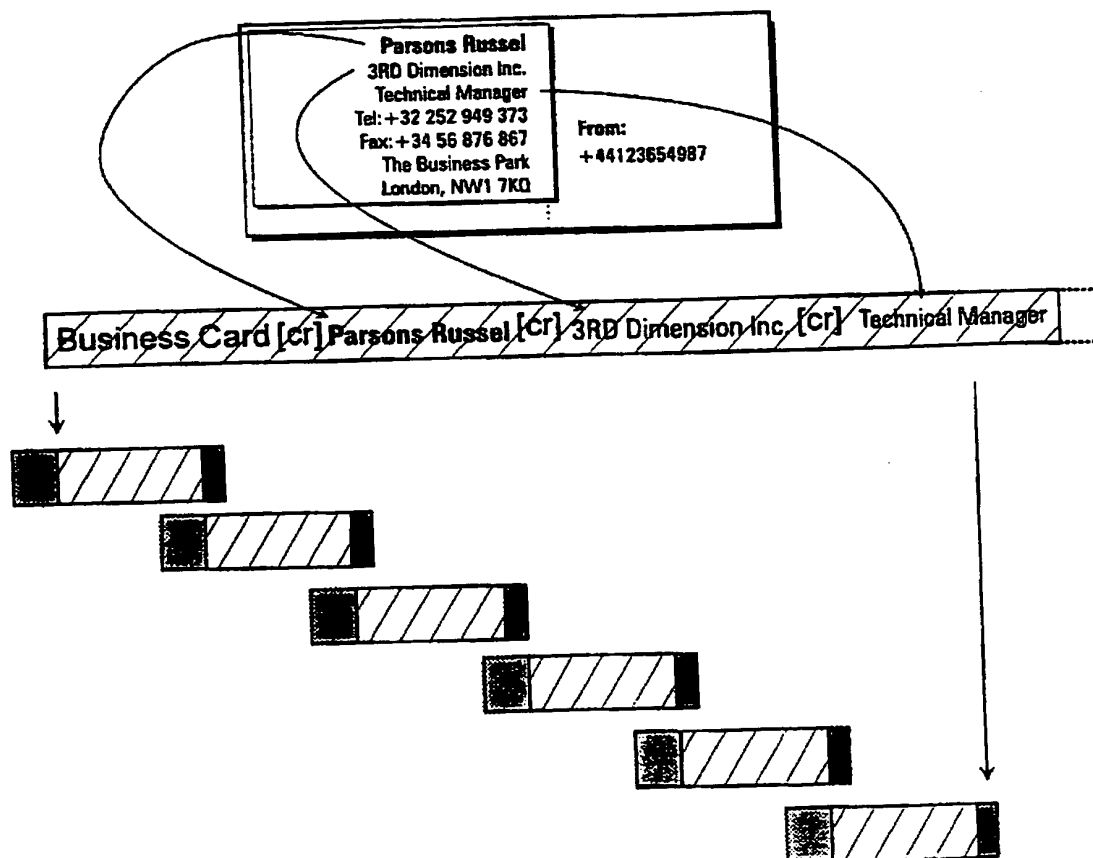 Parsons Russel
3RD Dimension Inc.
Technical Manager
Tel: +32 252 949 373
Fax: +34 56 876 867
The Business Park
London, NW1 7KQ
From:
+44123654987
Business Card [cr] Parsons Russel [cr] 3RD Dimension Inc. [cr] Technical Manager